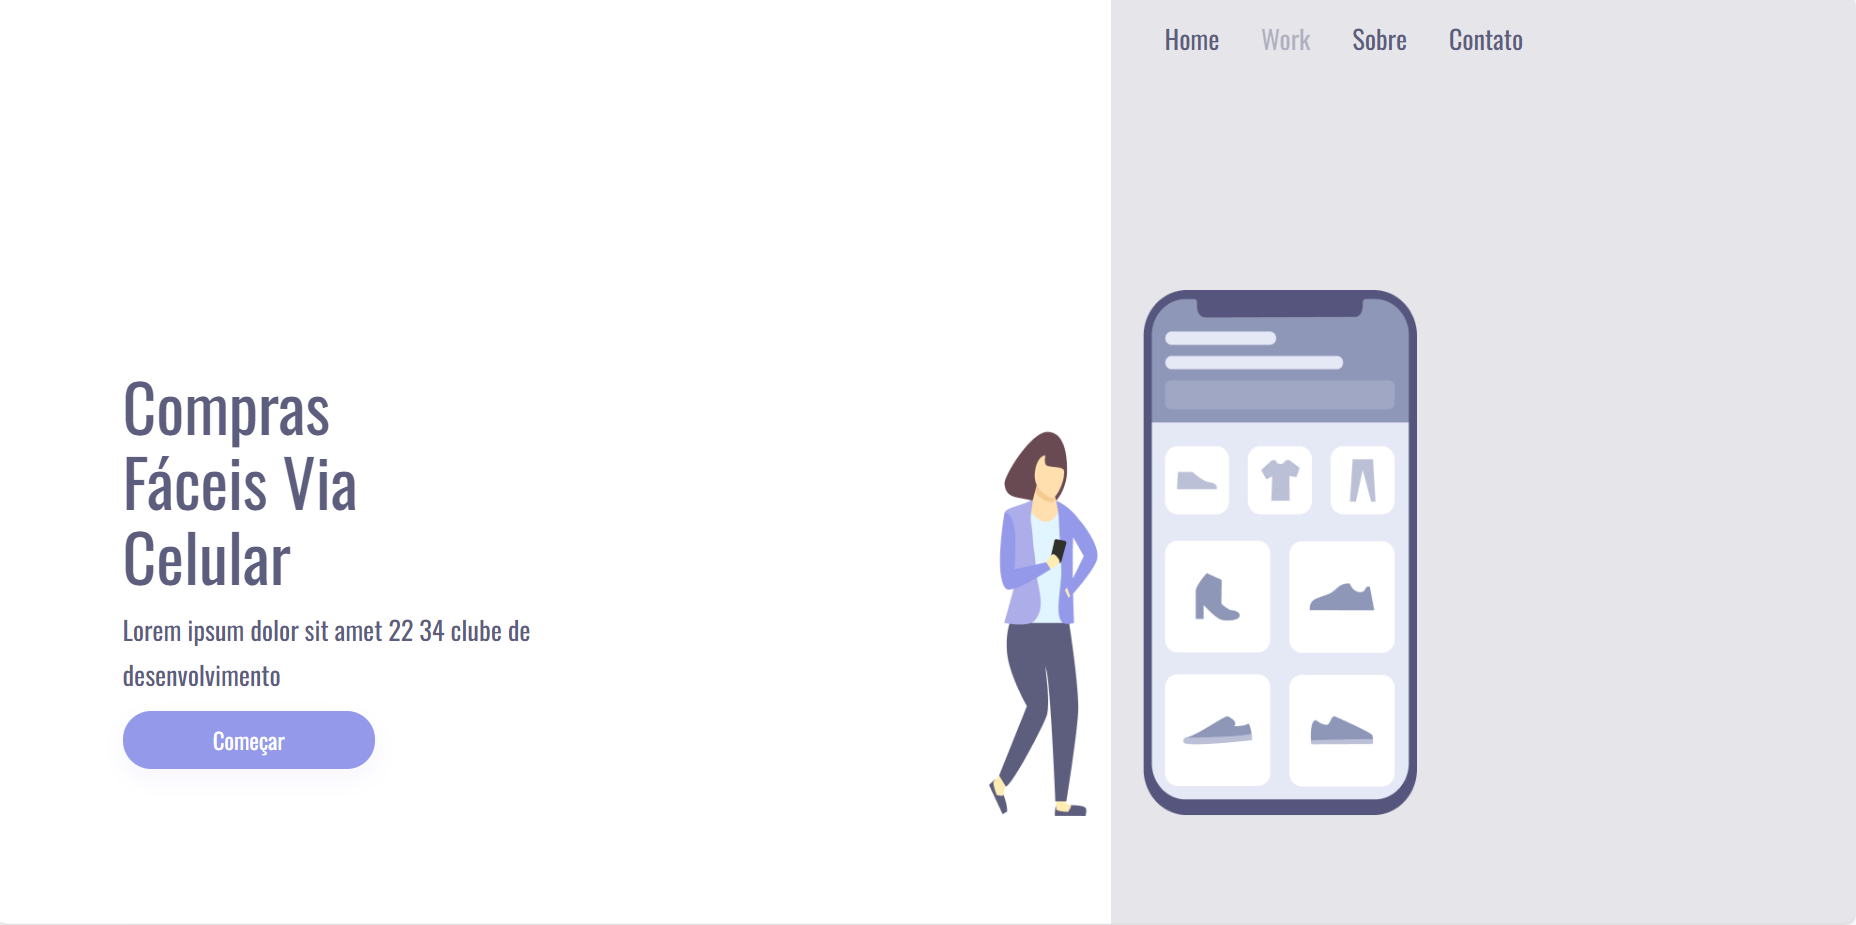 Home Work Sobre Contato
Compras
Fáceis Via
Celular
Lorem ipsum dolor sit amet 22 34 clube de
desenvolvimento
Começar